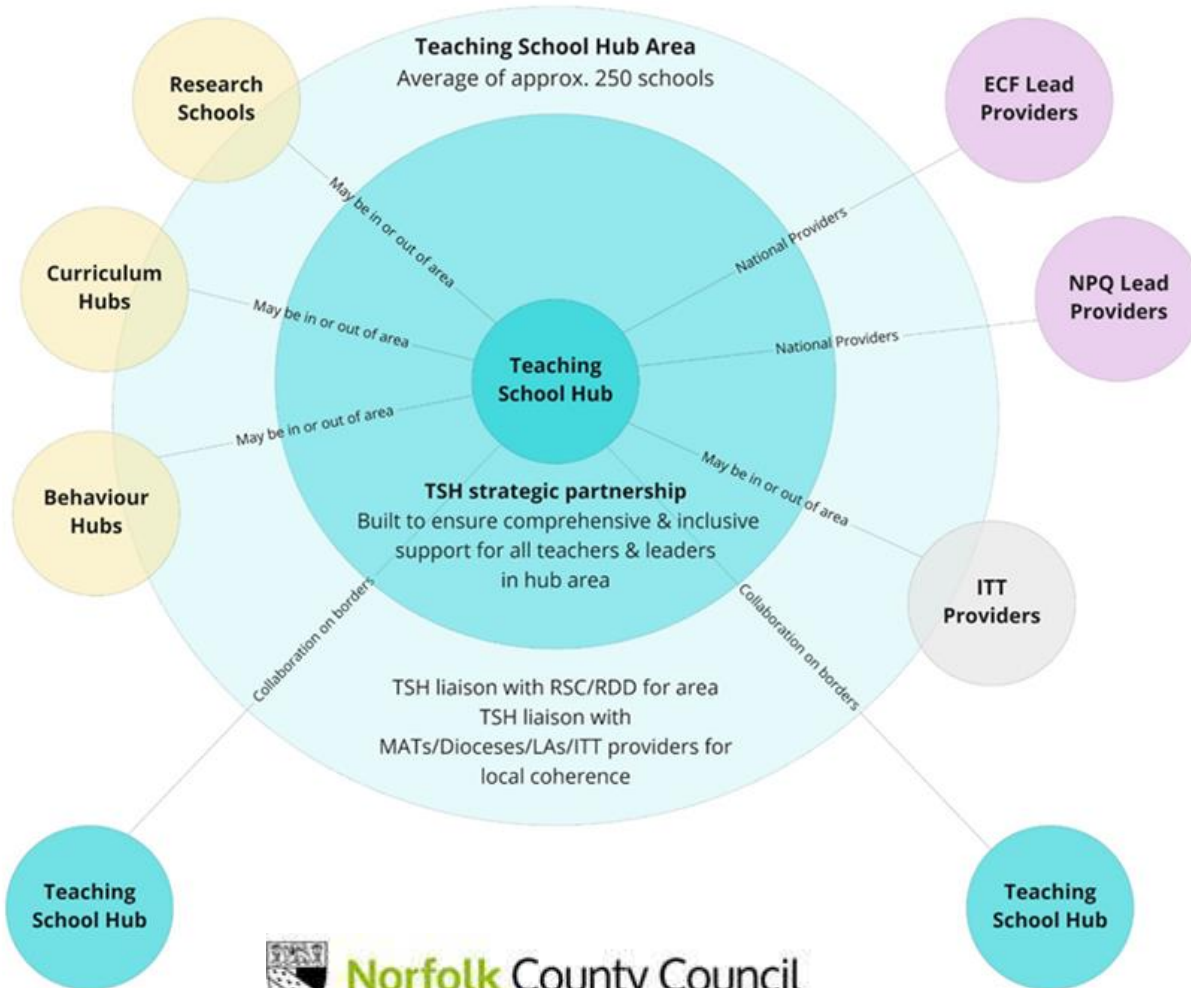 Teaching School Hub Area
Average of approx. 250 schools
Research
Schools
ECF Lead
Providers
May be in or out of area
National Providers
Curriculum
Hubs
NPQ Lead
Providers
May be in or out of area
National Providers
Teaching
School Hub
May be in or out of area
May be in or out of area
Behaviour
Hubs
TSH strategic partnership
Built to ensure comprehensive & inclusive
support for all teachers & leaders
in hub area
ITT
Providers
Collaboration on borders
Collaboration on borders
TSH liaison with RSC/RDD for area
TSH liaison with
MATs/Dioceses/LAs/ITT providers for
local coherence
Teaching
School Hub
Teaching
School Hub
Norfolk County Council